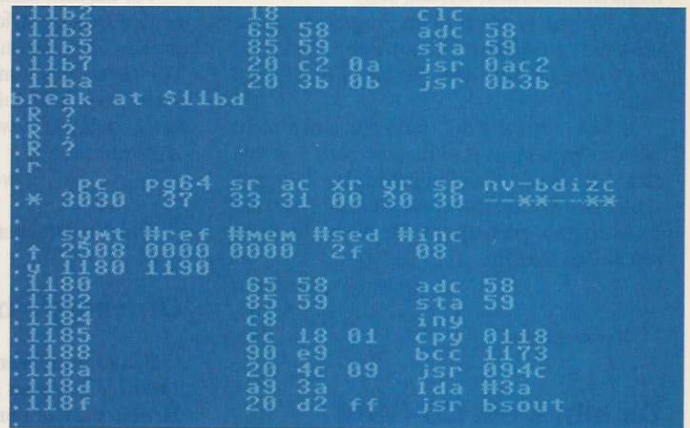 .11b2 18 clc
.11b3 65 58 adc 58
.11b5 85 59 sta 59
.11b7 20 c2 0a jsr 0ac2
.11ba 20 3b 0b jsr 0b3b
break at $11bd
.R ?
.R ?
.R ?
.r
. pc pg64 sr ac xr yr sp nv-bdizc
.* 3030 37 33 31 00 30 30 --**--**
.
. symt #ref #mem #sed #inc
.↑ 2508 0000 0000 2f 08
.y 1180 1190
.1180 65 58 adc 58
.1182 85 59 sta 59
.1184 c8 iny
.1185 cc 18 01 cpy 0118
.1188 90 e9 bcc 1173
.118a 20 4c 09 jsr 094c
.118d a9 3a lda #3a
.118f 20 d2 ff jsr bsout
.